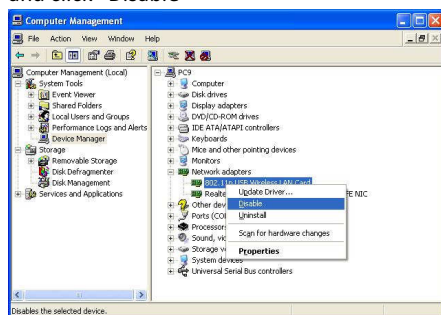 and click "Disable"
Computer Management
File Action View Window Help
Computer Management (Local)
System Tools
Event Viewer
Shared Folders
Local Users and Groups
Performance Logs and Alerts
Device Manager
Storage
Removable Storage
Disk Defragmenter
Disk Management
Services and Applications
PC9
Computer
Disk drives
Display adapters
DVD/CD-ROM drives
IDE ATA/ATAPI controllers
Keyboards
Mice and other pointing devices
Monitors
Network adapters
802.11n USB Wireless LAN Card
Realte
FE NIC
Other dev
Ports (CO
Processor
Sound, vid
Storage v
System devices
Universal Serial Bus controllers
Update Driver...
Disable
Uninstall
Scan for hardware changes
Properties
Disables the selected device.